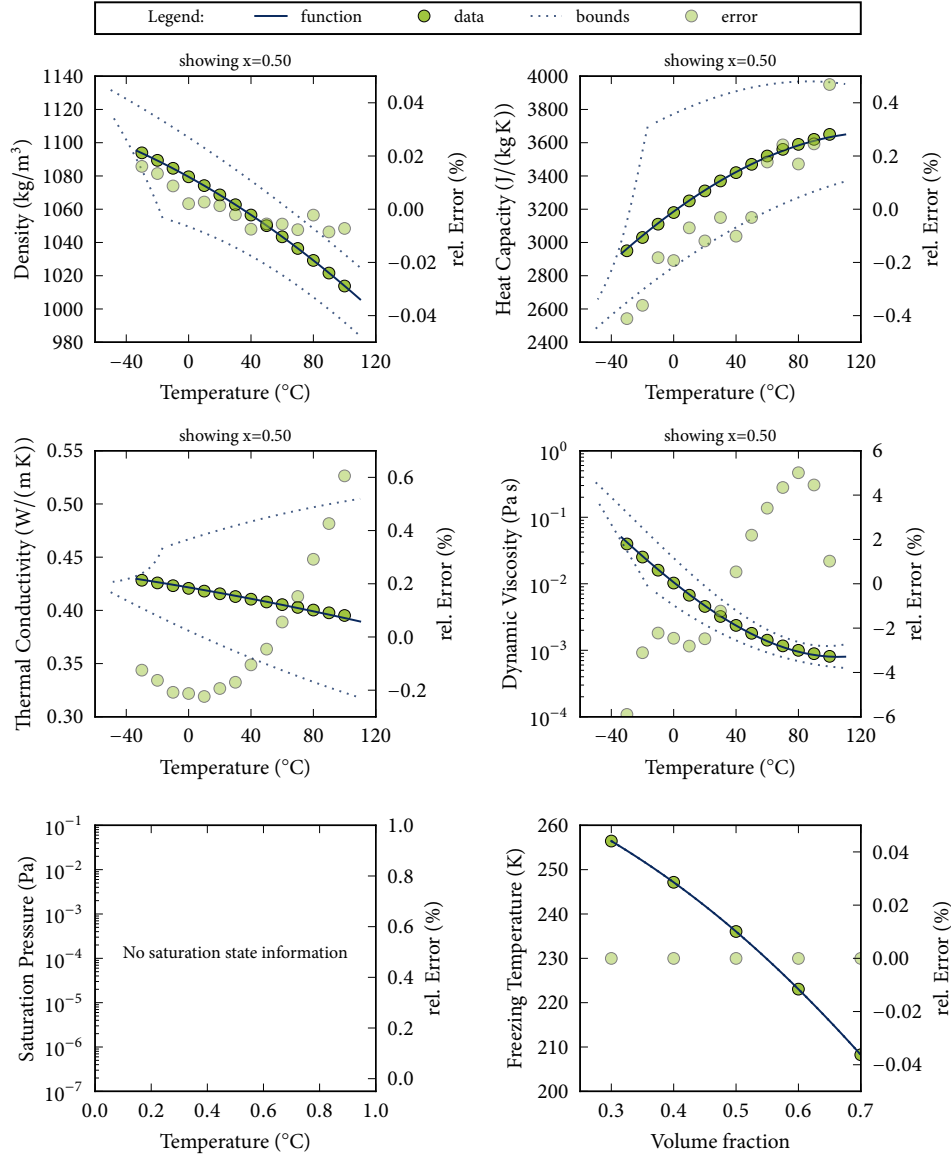 Legend: function data bounds error
showing x=0.50
1140
1120
1100
1080
1060
1040
1020
1000
980
Density (kg/m³)
0.04
0.02
0.00
−0.02
−0.04
rel. Error (%)
−40 0 40 80 120
Temperature (°C)
showing x=0.50
4000
3800
3600
3400
3200
3000
2800
2600
2400
Heat Capacity (J/(kg K))
0.4
0.2
0.0
−0.2
−0.4
rel. Error (%)
−40 0 40 80 120
Temperature (°C)
showing x=0.50
0.55
0.50
0.45
0.40
0.35
0.30
Thermal Conductivity (W/(m K))
0.6
0.4
0.2
0.0
−0.2
rel. Error (%)
−40 0 40 80 120
Temperature (°C)
showing x=0.50
10⁰
10⁻¹
10⁻²
10⁻³
10⁻⁴
Dynamic Viscosity (Pa s)
6
4
2
0
−2
−4
−6
rel. Error (%)
−40 0 40 80 120
Temperature (°C)
10⁻¹
10⁻²
10⁻³
10⁻⁴
10⁻⁵
10⁻⁶
10⁻⁷
Saturation Pressure (Pa)
No saturation state information
1.0
0.8
0.6
0.4
0.2
0.0
rel. Error (%)
0.0 0.2 0.4 0.6 0.8 1.0
Temperature (°C)
260
250
240
230
220
210
200
Freezing Temperature (K)
0.04
0.02
0.00
−0.02
−0.04
rel. Error (%)
0.3 0.4 0.5 0.6 0.7
Volume fraction